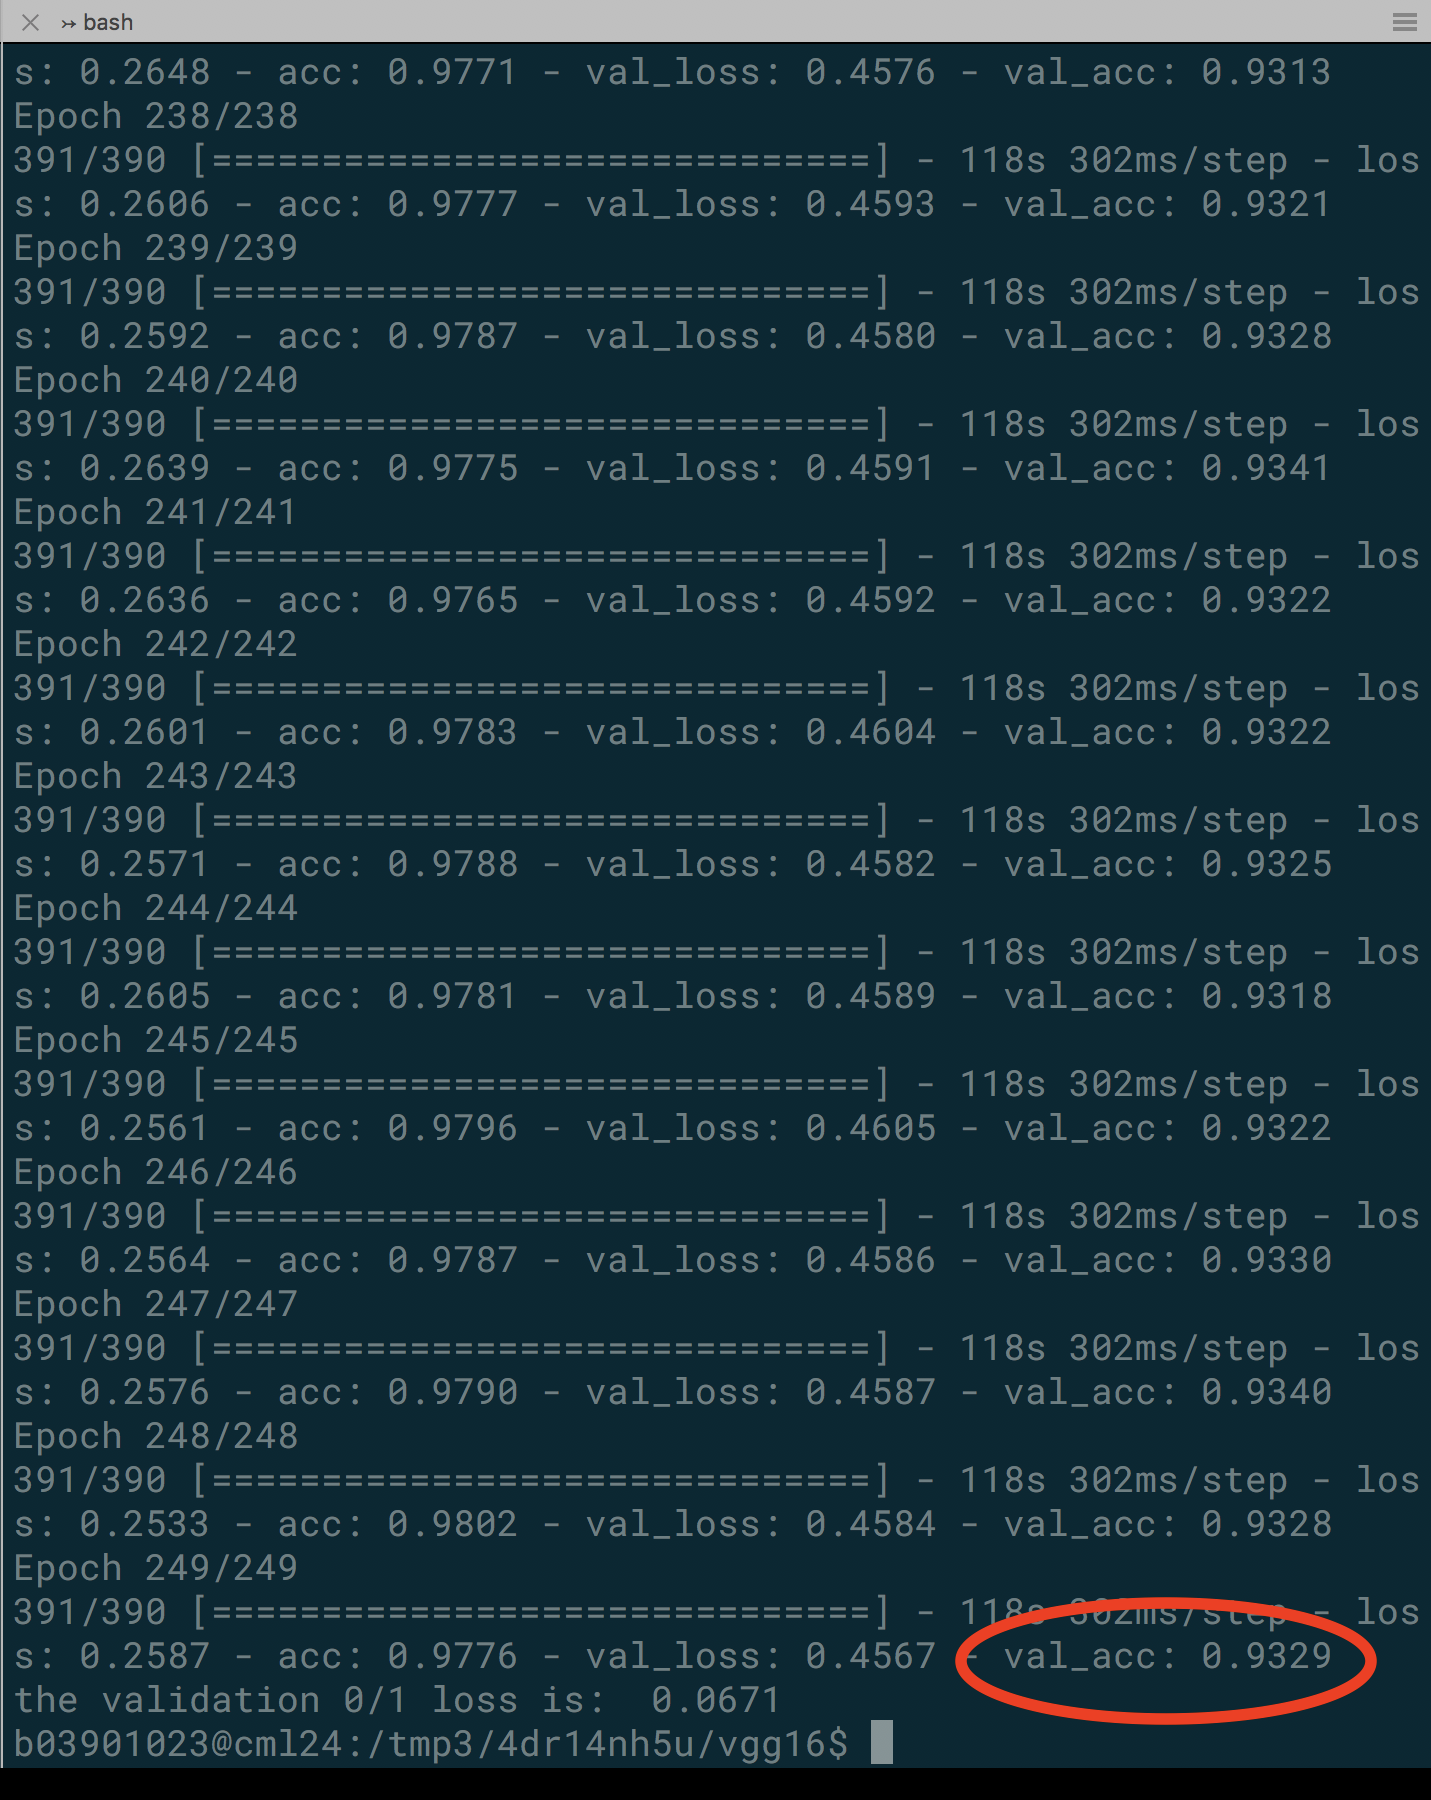 bash
s: 0.2648 - acc: 0.9771 - val_loss: 0.4576 - val_acc: 0.9313
Epoch 238/238
391/390 [==============================] - 118s 302ms/step - los
s: 0.2606 - acc: 0.9777 - val_loss: 0.4593 - val_acc: 0.9321
Epoch 239/239
391/390 [==============================] - 118s 302ms/step - los
s: 0.2592 - acc: 0.9787 - val_loss: 0.4580 - val_acc: 0.9328
Epoch 240/240
391/390 [==============================] - 118s 302ms/step - los
s: 0.2639 - acc: 0.9775 - val_loss: 0.4591 - val_acc: 0.9341
Epoch 241/241
391/390 [==============================] - 118s 302ms/step - los
s: 0.2636 - acc: 0.9765 - val_loss: 0.4592 - val_acc: 0.9322
Epoch 242/242
391/390 [==============================] - 118s 302ms/step - los
s: 0.2601 - acc: 0.9783 - val_loss: 0.4604 - val_acc: 0.9322
Epoch 243/243
391/390 [==============================] - 118s 302ms/step - los
s: 0.2571 - acc: 0.9788 - val_loss: 0.4582 - val_acc: 0.9325
Epoch 244/244
391/390 [==============================] - 118s 302ms/step - los
s: 0.2605 - acc: 0.9781 - val_loss: 0.4589 - val_acc: 0.9318
Epoch 245/245
391/390 [==============================] - 118s 302ms/step - los
s: 0.2561 - acc: 0.9796 - val_loss: 0.4605 - val_acc: 0.9322
Epoch 246/246
391/390 [==============================] - 118s 302ms/step - los
s: 0.2564 - acc: 0.9787 - val_loss: 0.4586 - val_acc: 0.9330
Epoch 247/247
391/390 [==============================] - 118s 302ms/step - los
s: 0.2576 - acc: 0.9790 - val_loss: 0.4587 - val_acc: 0.9340
Epoch 248/248
391/390 [==============================] - 118s 302ms/step - los
s: 0.2533 - acc: 0.9802 - val_loss: 0.4584 - val_acc: 0.9328
Epoch 249/249
391/390 [==============================] - 118s 302ms/step - los
s: 0.2587 - acc: 0.9776 - val_loss: 0.4567 - val_acc: 0.9329
the validation 0/1 loss is:  0.0671
b03901023@cml24:/tmp3/4dr14nh5u/vgg16$